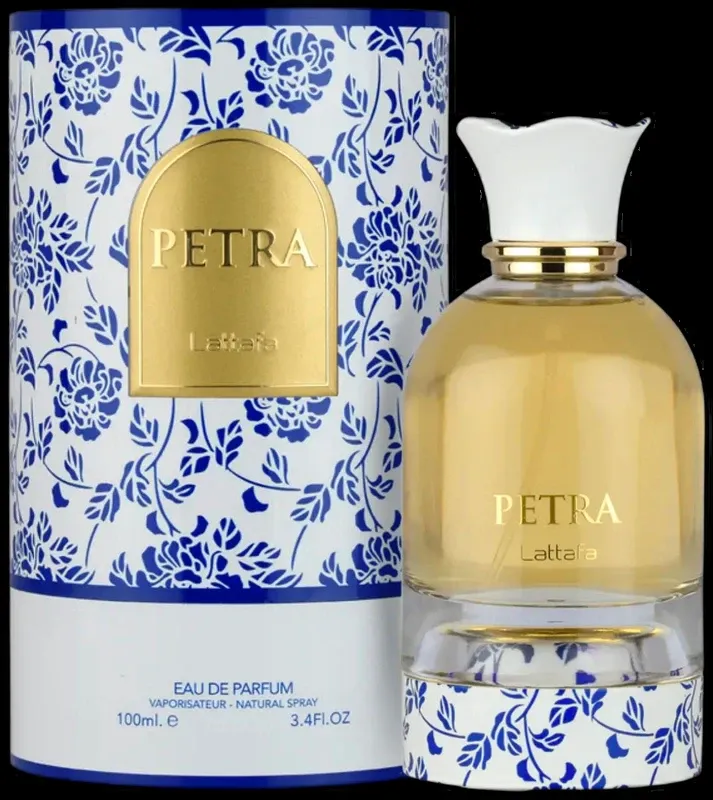 PETRA
Lattafa
EAU DE PARFUM
VAPORISATEUR - NATURAL SPRAY
100ml. e 3.4Fl.OZ
PETRA
Lattafa